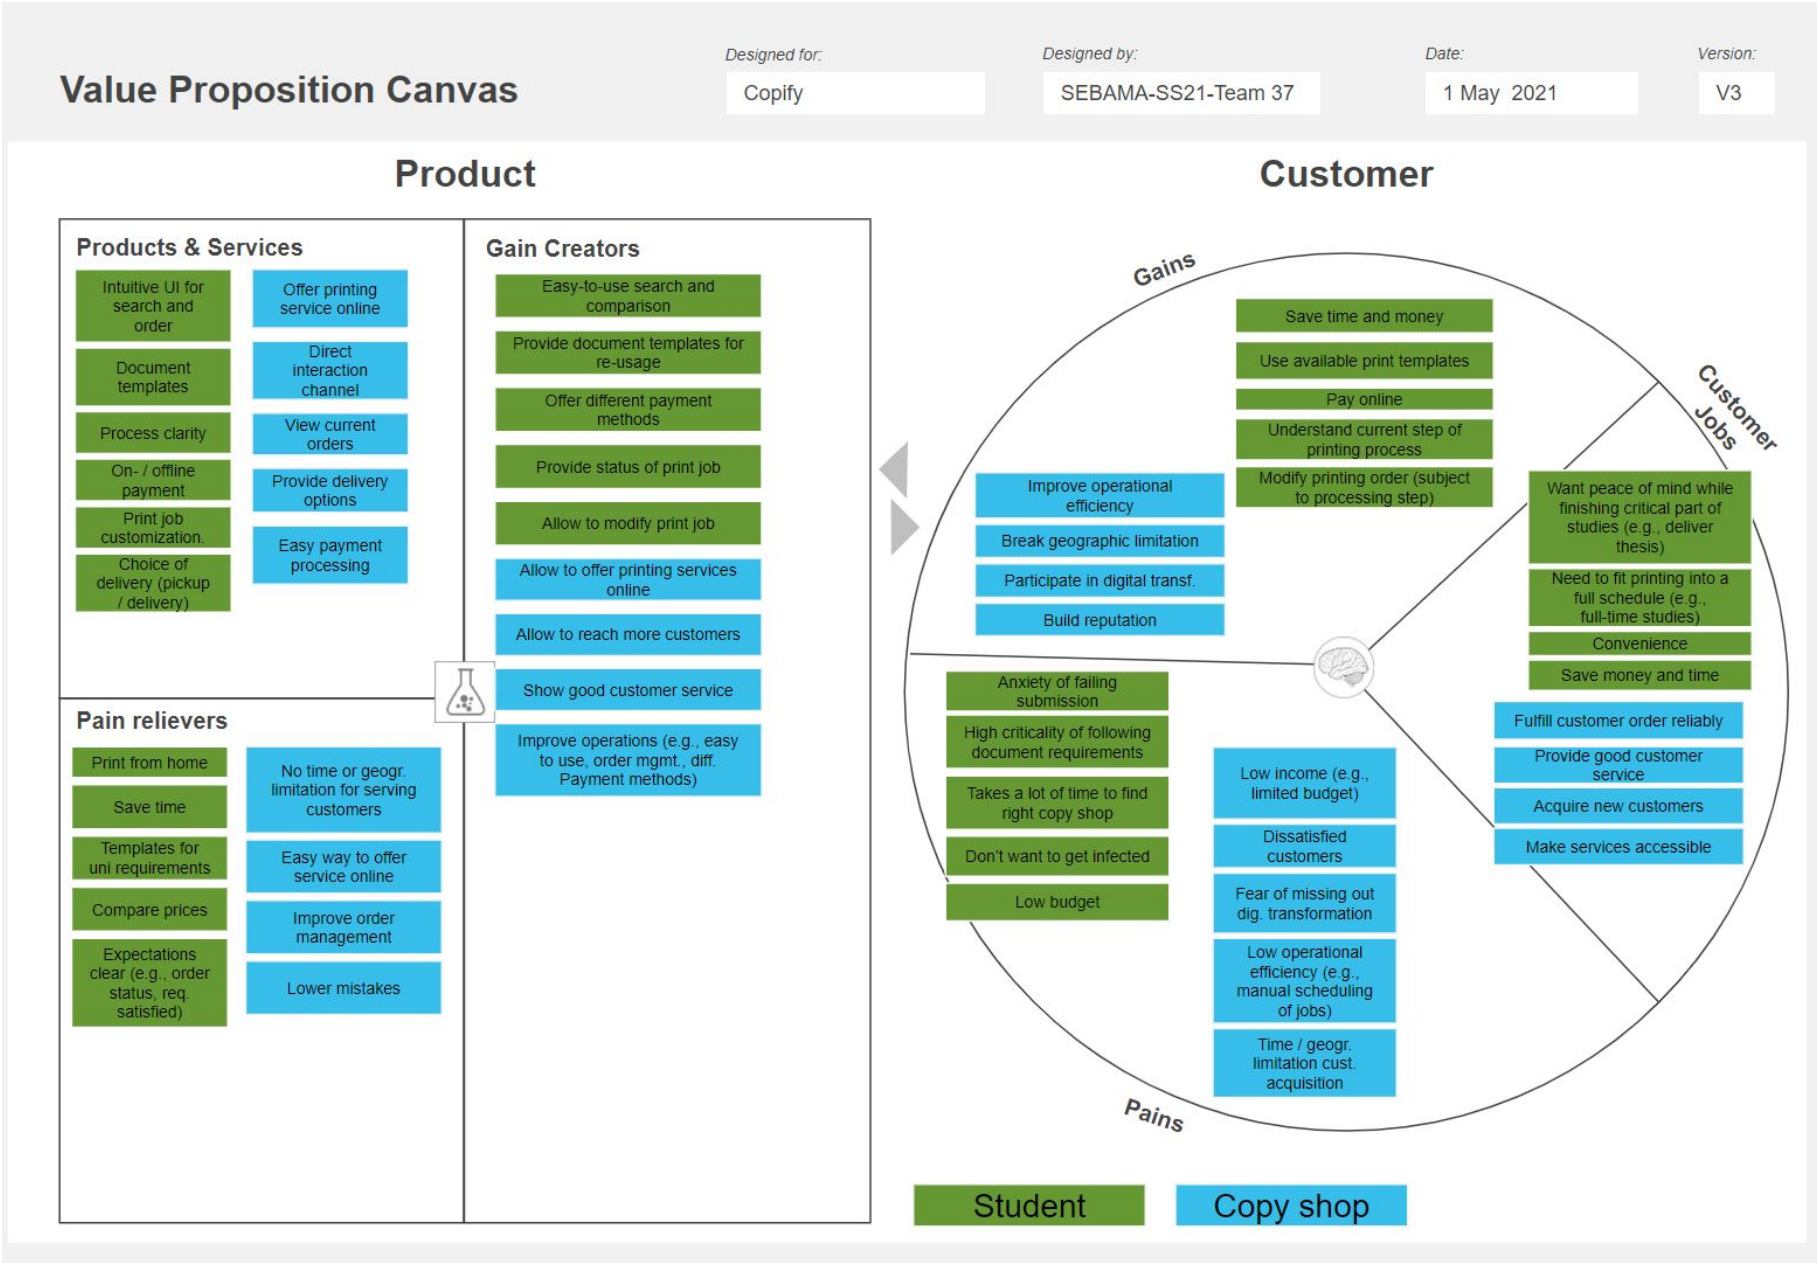 Value Proposition Canvas
Designed for:
Copify
Designed by:
SEBAMA-SS21-Team 37
Date:
1 May 2021
Version:
V3
Product
Products & Services
Intuitive UI for
search and
order
Document
templates
Process clarity
On- / offline
payment
Print job
customization.
Choice of
delivery (pickup
/ delivery)
Offer printing
service online
Direct
interaction
channel
View current
orders
Provide delivery
options
Easy payment
processing
Gain Creators
Easy-to-use search and
comparison
Provide document templates for
re-usage
Offer different payment
methods
Provide status of print job
Allow to modify print job
Allow to offer printing services
online
Allow to reach more customers
Show good customer service
Improve operations (e.g., easy
to use, order mgmt., diff.
Payment methods)
Pain relievers
Print from home
Save time
Templates for
uni requirements
Compare prices
Expectations
clear (e.g., order
status, req.
satisfied)
No time or geogr.
limitation for serving
customers
Easy way to offer
service online
Improve order
management
Lower mistakes
Customer
Gains
Save time and money
Use available print templates
Pay online
Understand current step of
printing process
Modify printing order (subject
to processing step)
Improve operational
efficiency
Break geographic limitation
Participate in digital transf.
Build reputation
Customer
Jobs
Want peace of mind while
finishing critical part of
studies (e.g., deliver
thesis)
Need to fit printing into a
full schedule (e.g.,
full-time studies)
Convenience
Save money and time
Fulfill customer order reliably
Provide good customer
service
Acquire new customers
Make services accessible
Anxiety of failing
submission
High criticality of following
document requirements
Takes a lot of time to find
right copy shop
Don't want to get infected
Low budget
Low income (e.g.,
limited budget)
Dissatisfied
customers
Fear of missing out
dig. transformation
Low operational
efficiency (e.g.,
manual scheduling
of jobs)
Time / geogr.
limitation cust.
acquisition
Pains
Student
Copy shop